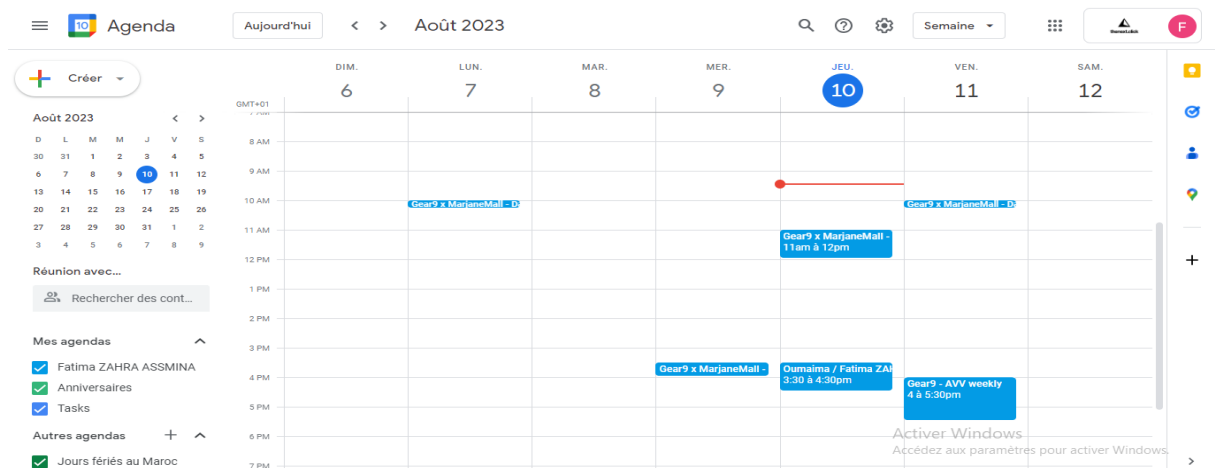 10 Agenda Aujourd'hui < > Août 2023 Semaine F
Créer
DIM. LUN. MAR. MER. JEU. VEN. SAM.
6 7 8 9 10 11 12
GMT+01
Août 2023 < >
D L M M J V S
30 31 1 2 3 4 5
6 7 8 9 10 11 12
13 14 15 16 17 18 19
20 21 22 23 24 25 26
27 28 29 30 31 1 2
3 4 5 6 7 8 9
Réunion avec...
Rechercher des cont...
Mes agendas
Fatima ZAHRA ASSMINA
Anniversaires
Tasks
Autres agendas
Jours fériés au Maroc
7 AM
8 AM
9 AM
10 AM
11 AM
12 PM
1 PM
2 PM
3 PM
4 PM
5 PM
6 PM
7 PM
Gear9 x MarjaneMall - D
Gear9 x MarjaneMall -
Gear9 x MarjaneMall -
11am à 12pm
Oumaima / Fatima ZAH
3:30 à 4:30pm
Gear9 x MarjaneMall - D
Gear9 - AVV weekly
4 à 5:30pm
Activer Windows
Accédez aux paramètres pour activer Windows.